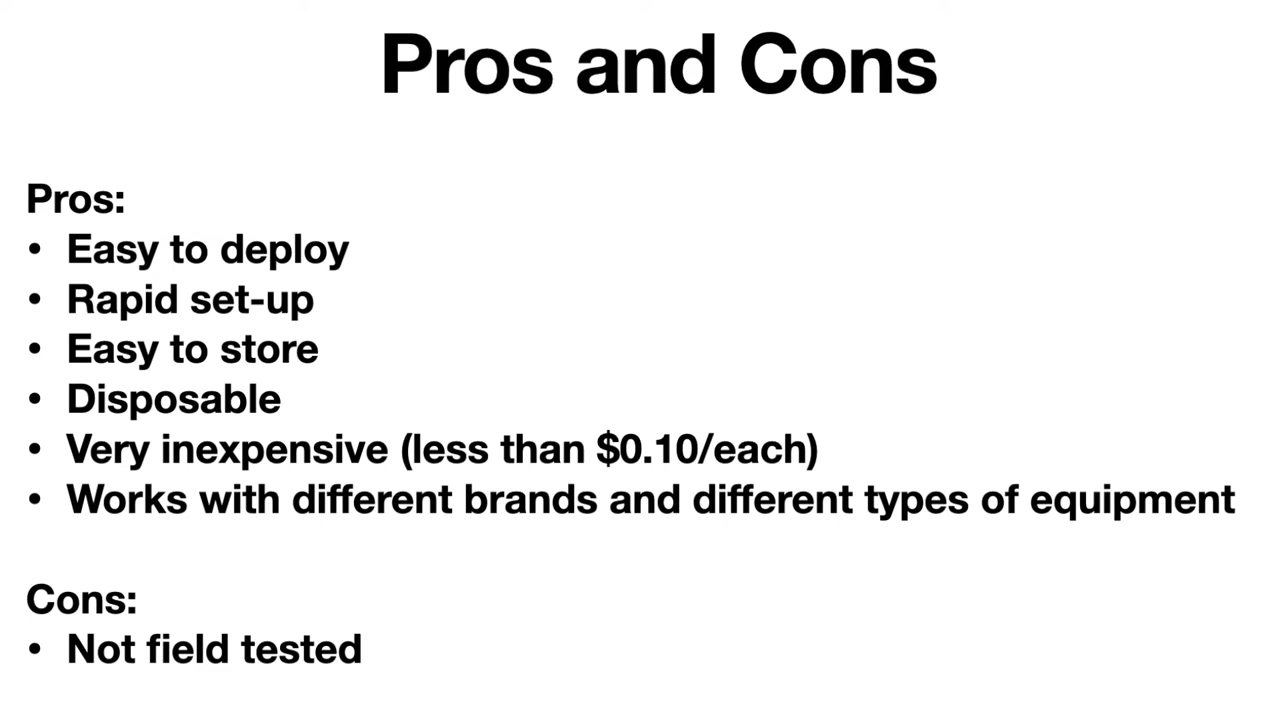 Pros and Cons
Pros:
• Easy to deploy
• Rapid set-up
• Easy to store
• Disposable
• Very inexpensive (less than $0.10/each)
• Works with different brands and different types of equipment
Cons:
• Not field tested